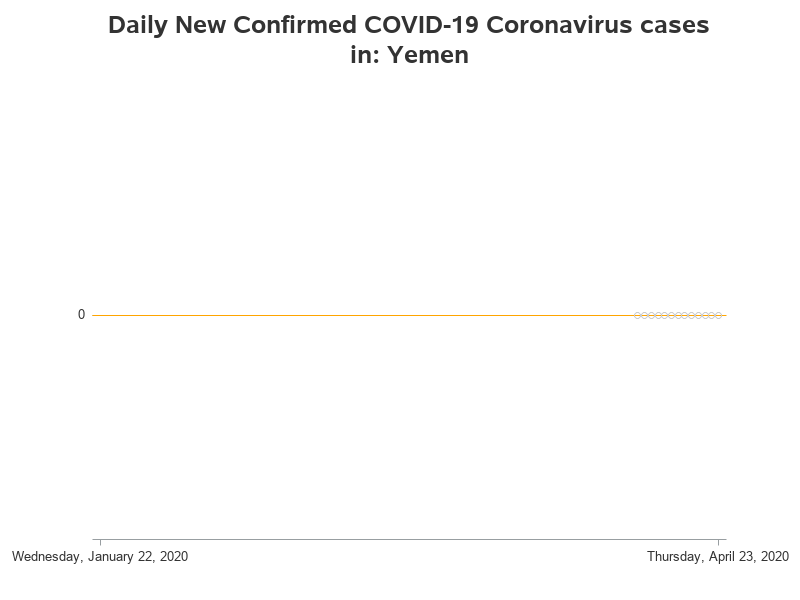 Daily New Confirmed COVID-19 Coronavirus cases
in: Yemen
0
Wednesday, January 22, 2020
Thursday, April 23, 2020